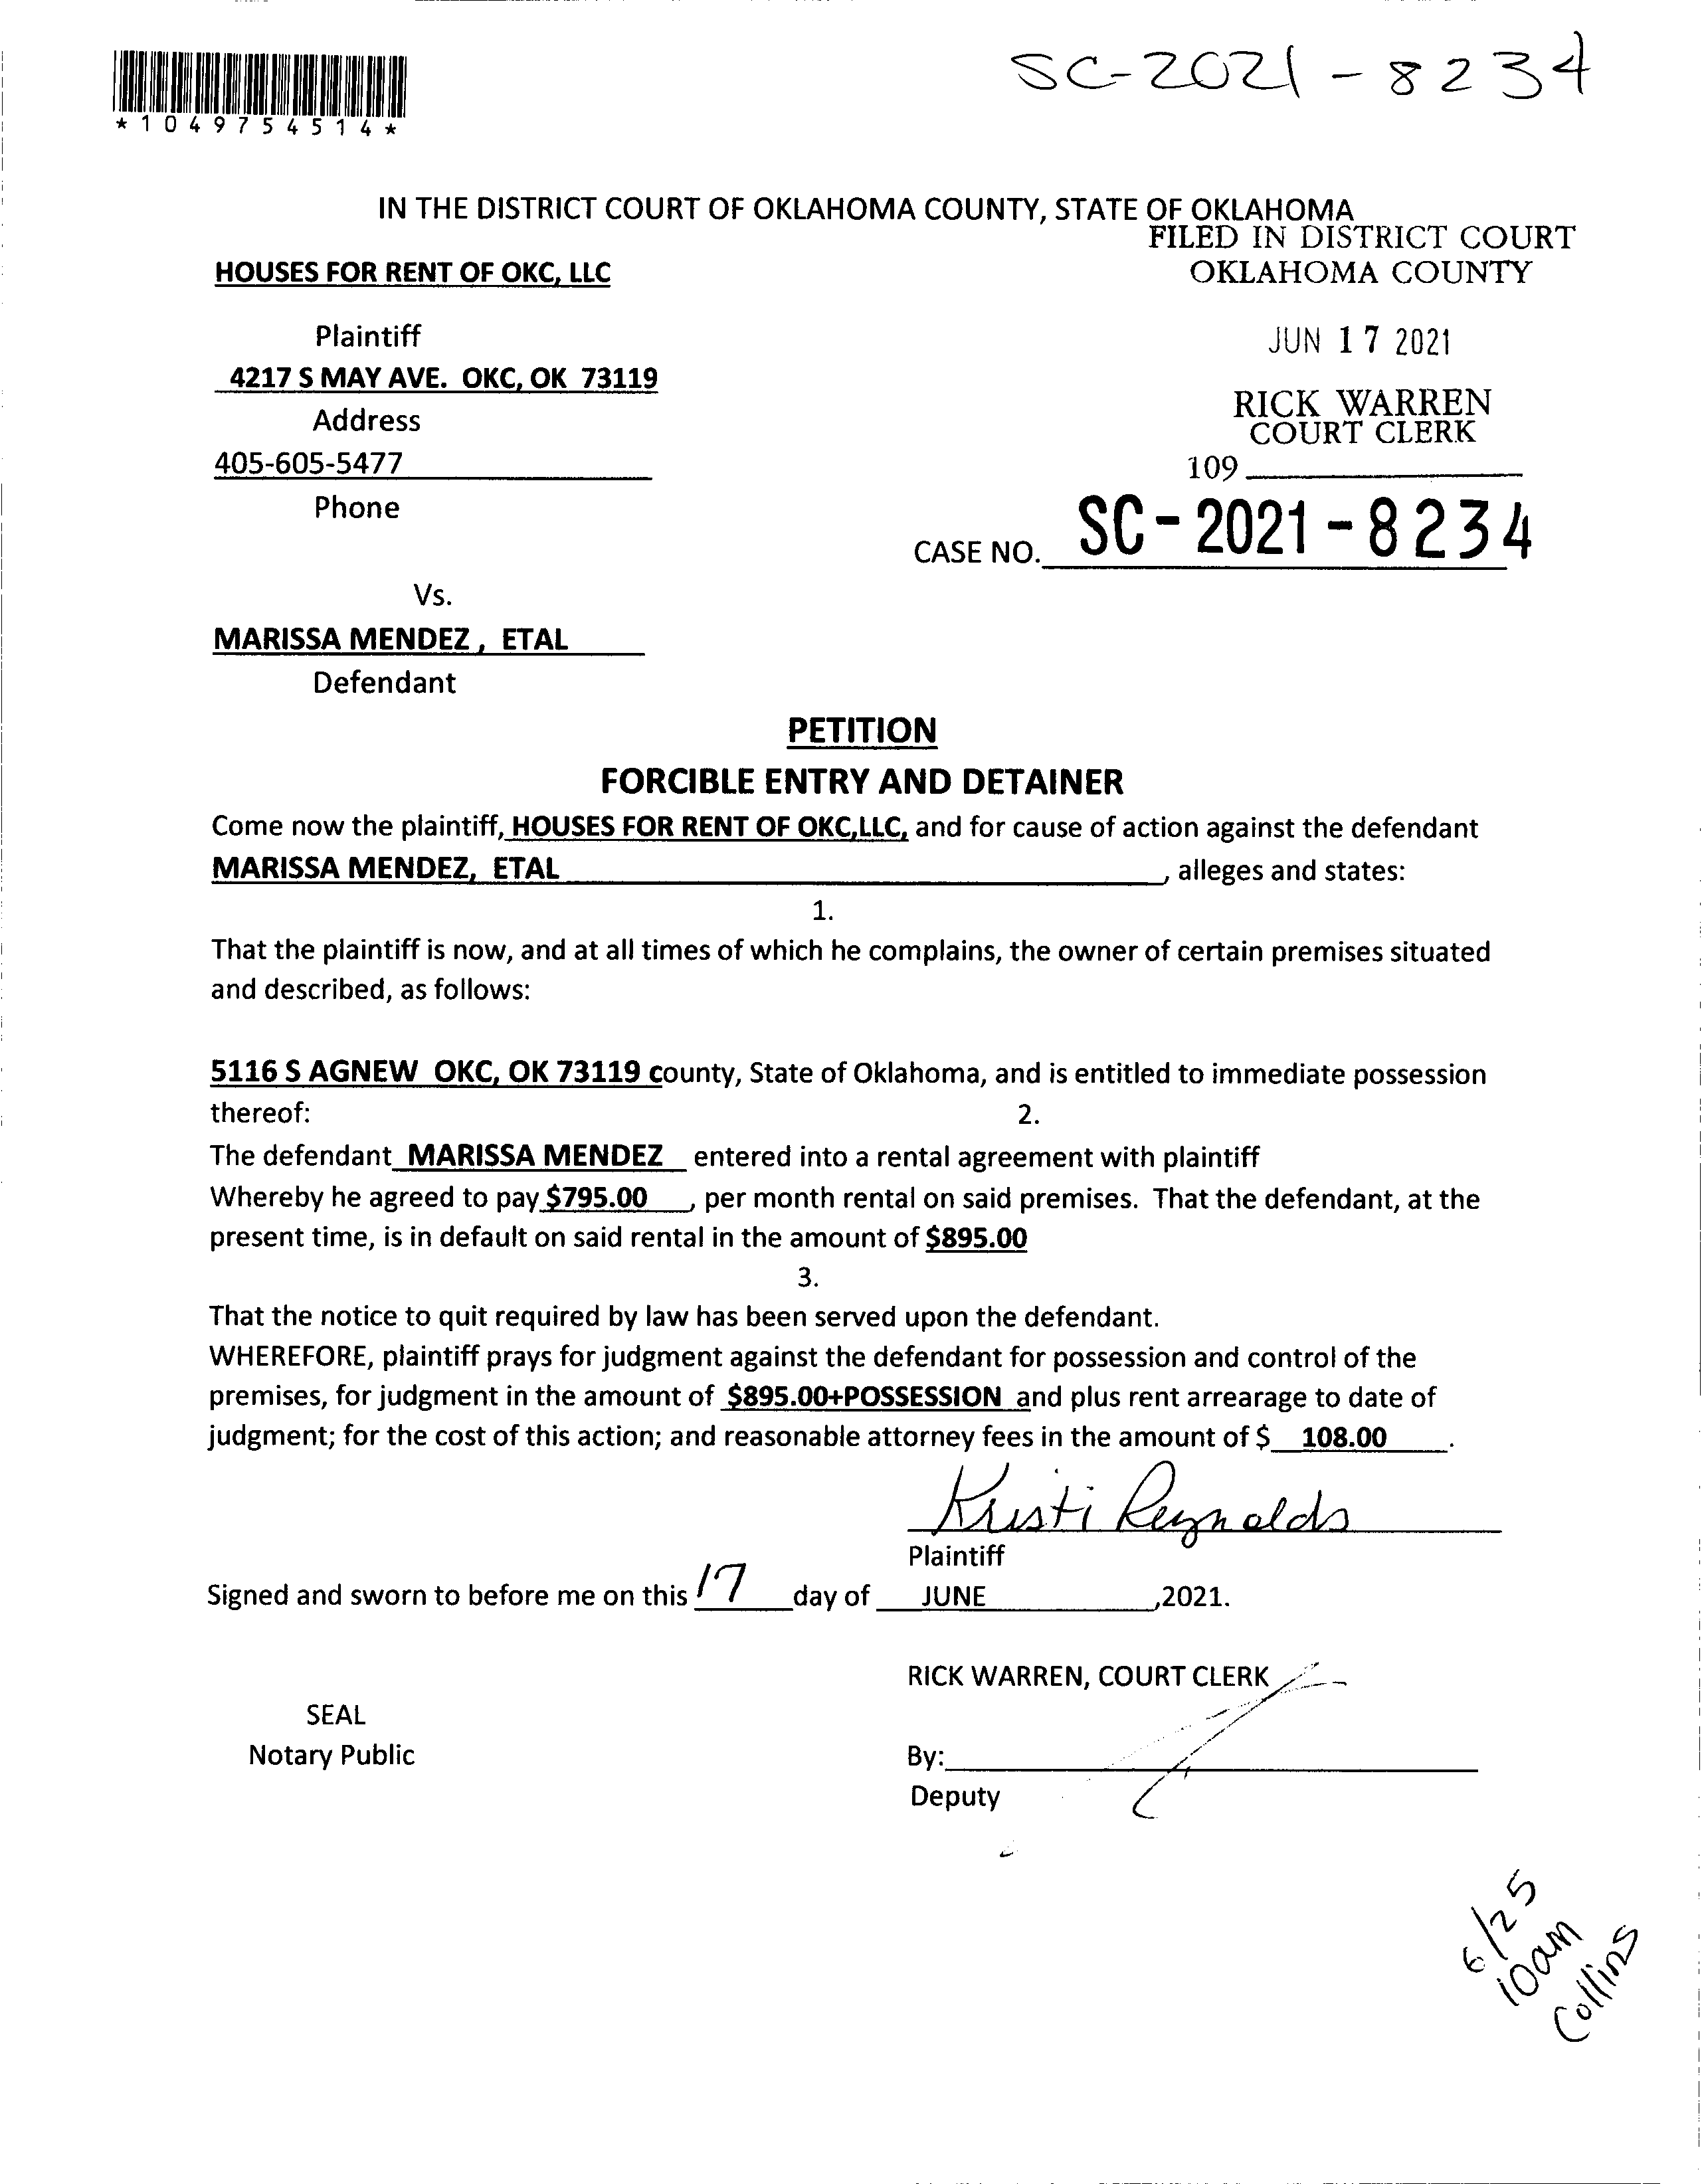 SC-2021-8234
*1049754514*
IN THE DISTRICT COURT OF OKLAHOMA COUNTY, STATE OF OKLAHOMA
FILED IN DISTRICT COURT
OKLAHOMA COUNTY
HOUSES FOR RENT OF OKC, LLC
Plaintiff
JUN 17 2021
4217 S MAY AVE. OKC, OK 73119
Address
RICK WARREN
COURT CLERK
405-605-5477
109
Phone
CASE NO. SC-2021-8234
Vs.
MARISSA MENDEZ , ETAL
Defendant
PETITION
FORCIBLE ENTRY AND DETAINER
Come now the plaintiff, HOUSES FOR RENT OF OKC,LLC, and for cause of action against the defendant
MARISSA MENDEZ, ETAL , alleges and states:
1.
That the plaintiff is now, and at all times of which he complains, the owner of certain premises situated
and described, as follows:
5116 S AGNEW OKC, OK 73119 county, State of Oklahoma, and is entitled to immediate possession
thereof: 2.
The defendant MARISSA MENDEZ entered into a rental agreement with plaintiff
Whereby he agreed to pay $795.00 , per month rental on said premises. That the defendant, at the
present time, is in default on said rental in the amount of $895.00
3.
That the notice to quit required by law has been served upon the defendant.
WHEREFORE, plaintiff prays for judgment against the defendant for possession and control of the
premises, for judgment in the amount of $895.00+POSSESSION and plus rent arrearage to date of
judgment; for the cost of this action; and reasonable attorney fees in the amount of $ 108.00 .
Kristi Reynolds
Plaintiff
Signed and sworn to before me on this 17 day of JUNE ,2021.
RICK WARREN, COURT CLERK
SEAL
Notary Public
By:
Deputy
6/25
10am
Collins